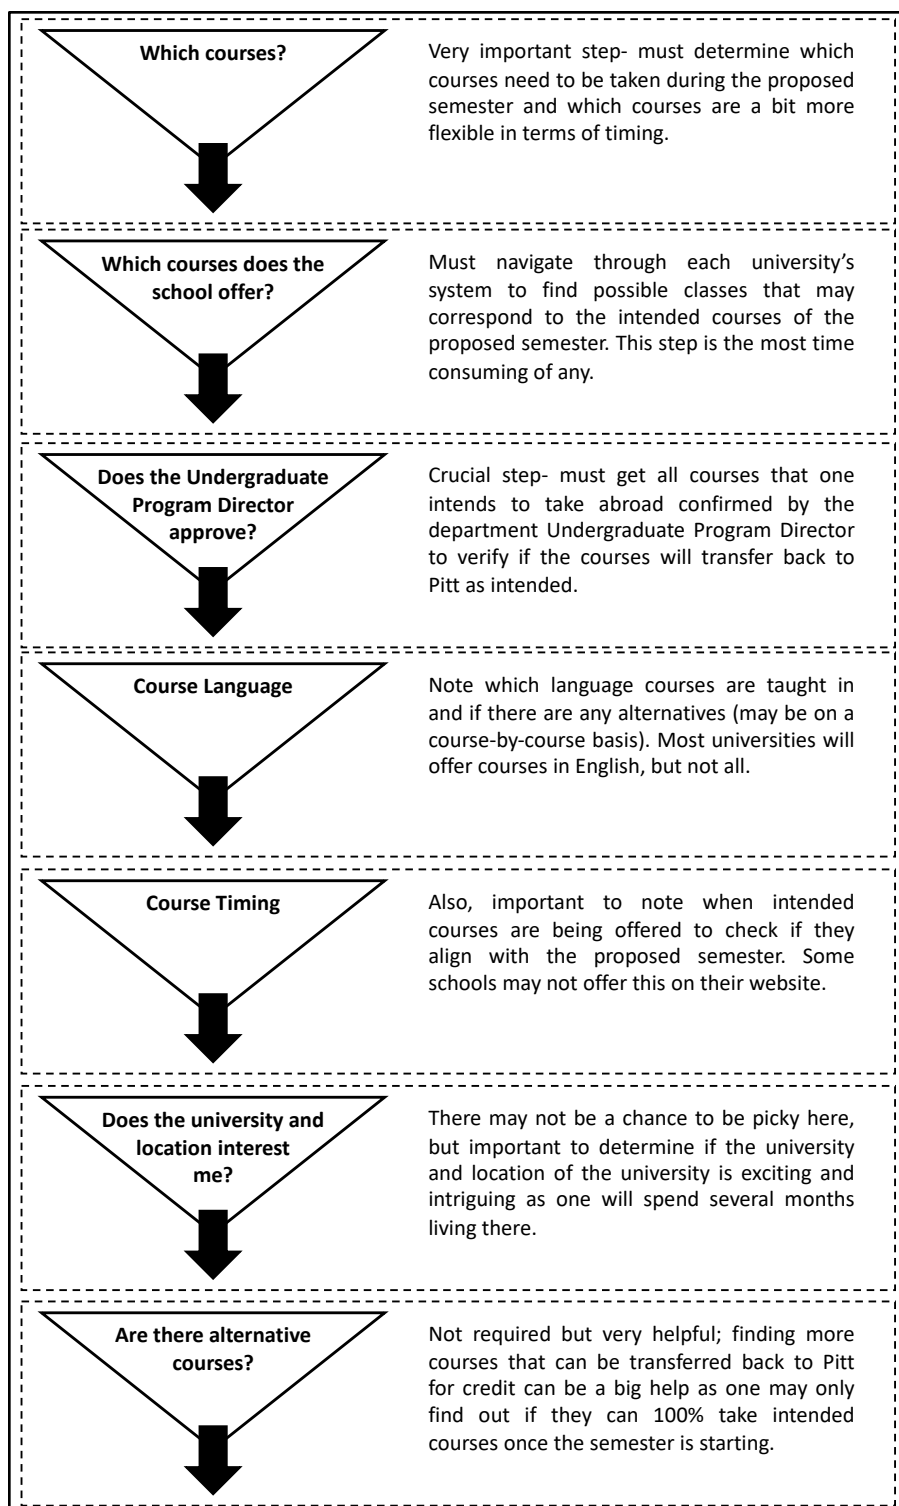 Which courses?
Very important step- must determine which
courses need to be taken during the proposed
semester and which courses are a bit more
flexible in terms of timing.
Which courses does the
school offer?
Must navigate through each university’s
system to find possible classes that may
correspond to the intended courses of the
proposed semester. This step is the most time
consuming of any.
Does the Undergraduate
Program Director
approve?
Crucial step- must get all courses that one
intends to take abroad confirmed by the
department Undergraduate Program Director
to verify if the courses will transfer back to
Pitt as intended.
Course Language
Note which language courses are taught in
and if there are any alternatives (may be on a
course-by-course basis). Most universities will
offer courses in English, but not all.
Course Timing
Also, important to note when intended
courses are being offered to check if they
align with the proposed semester. Some
schools may not offer this on their website.
Does the university and
location interest
me?
There may not be a chance to be picky here,
but important to determine if the university
and location of the university is exciting and
intriguing as one will spend several months
living there.
Are there alternative
courses?
Not required but very helpful; finding more
courses that can be transferred back to Pitt
for credit can be a big help as one may only
find out if they can 100% take intended
courses once the semester is starting.